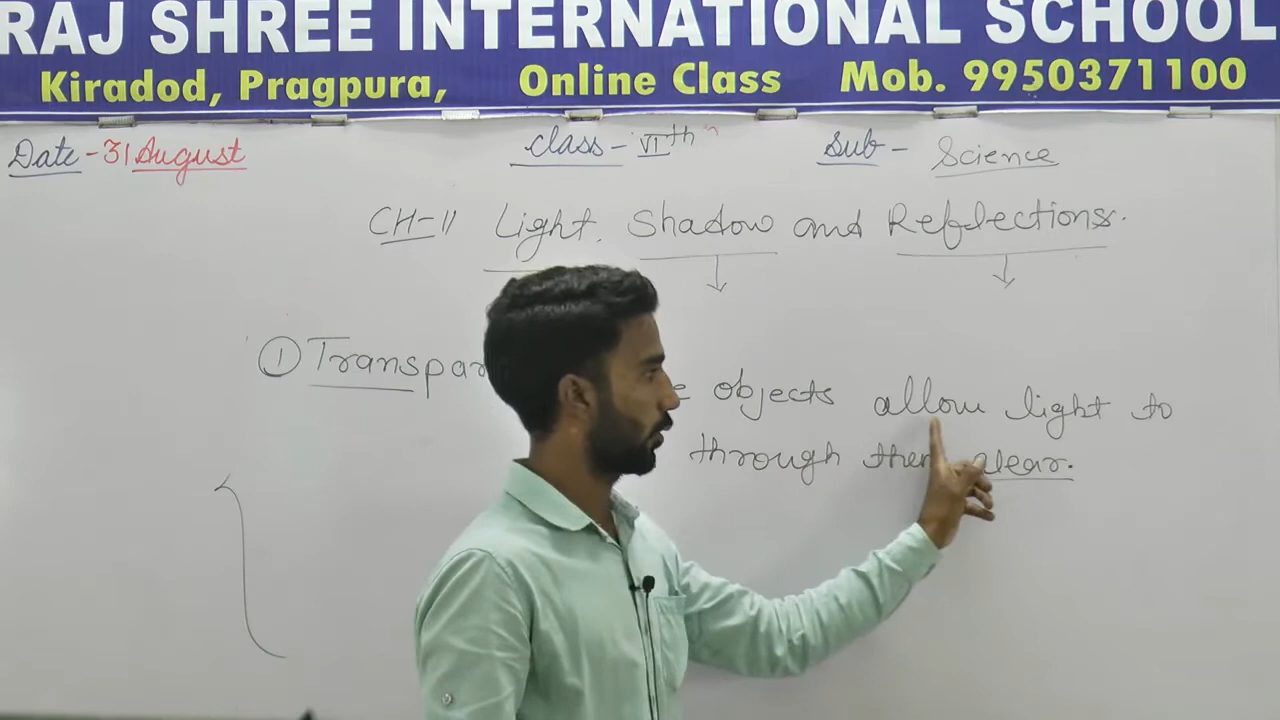 RAJ SHREE INTERNATIONAL SCHOOL
Kiradod, Pragpura, Online Class Mob. 9950371100
Date - 31 August Class - VIth Sub - Science
CH-11 Light, Shadow and Reflections.
① Transpar objects allow light to
through them clear.